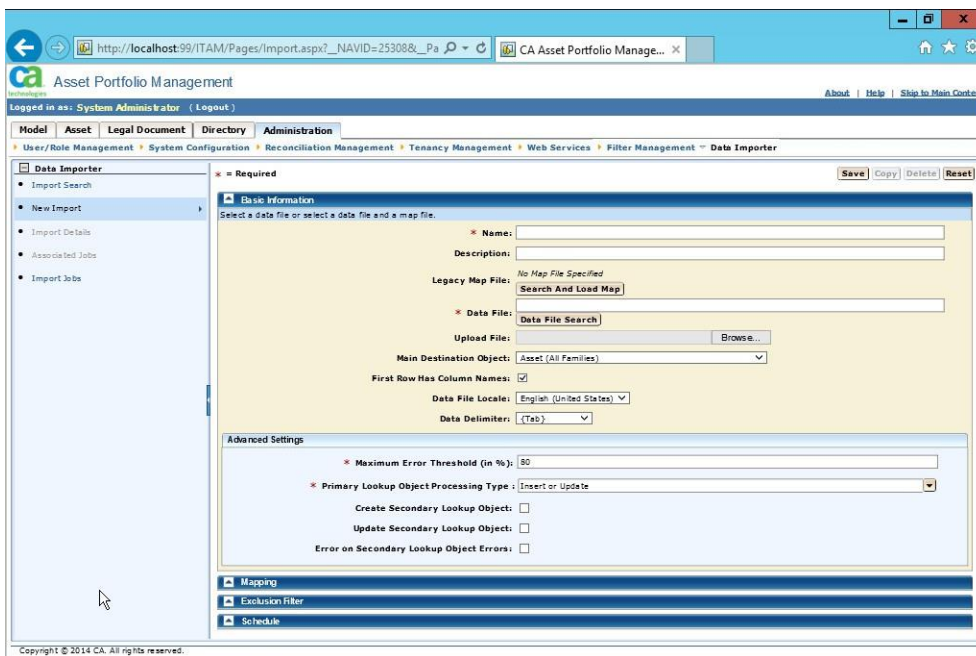 http://localhost:99/ITAM/Pages/Import.aspx?_NAVID=25308&_Pa
CA Asset Portfolio Manage...
ca
technologies
Asset Portfolio Management
About | Help | Skip to Main Conte
Logged in as: System Administrator ( Logout )
Model Asset Legal Document Directory Administration
User/Role Management System Configuration Reconciliation Management Tenancy Management Web Services Filter Management Data Importer
Data Importer
Import Search
New Import
Import Details
Associated Jobs
Import Jobs
* = Required
Save Copy Delete Reset
Basic Information
Select a data file or select a data file and a map file.
* Name:
Description:
Legacy Map File: No Map File Specified
Search And Load Map
* Data File:
Data File Search
Upload File: Browse...
Main Destination Object: Asset (All Families)
First Row Has Column Names:
Data File Locale: English (United States)
Data Delimiter: {Tab}
Advanced Settings
* Maximum Error Threshold (in %): 80
* Primary Lookup Object Processing Type : Insert or Update
Create Secondary Lookup Object:
Update Secondary Lookup Object:
Error on Secondary Lookup Object Errors:
Mapping
Exclusion Filter
Schedule
Copyright © 2014 CA. All rights reserved.